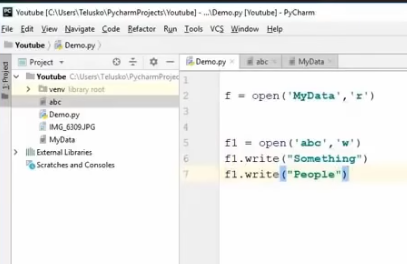 Youtube [C:\Users\Telusko\PycharmProjects\Youtube] - ...\Demo.py [Youtube] - PyCharm
File Edit View Navigate Code Refactor Run Tools VCS Window Help
Youtube Demo.py
1: Project
Project
Demo.py abc MyData
Youtube C:\Users\Telusko\PycharmProjects
venv library root
abc
Demo.py
IMG_6309.JPG
MyData
External Libraries
Scratches and Consoles
1
2 f = open('MyData','r')
3
4
5 f1 = open('abc','w')
6 f1.write("Something")
7 f1.write("People")